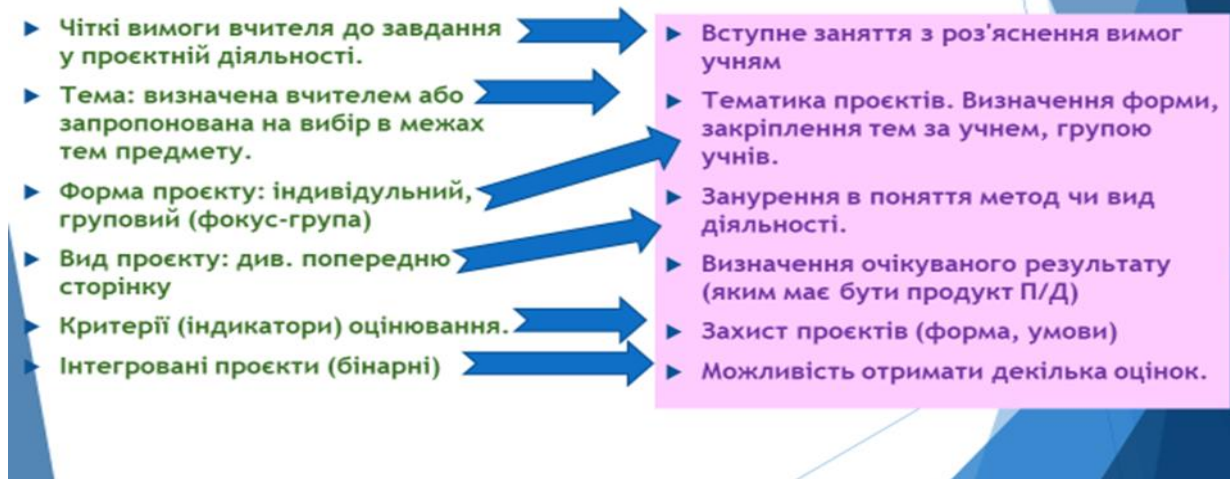 Чіткі вимоги вчителя до завдання
у проєктній діяльності.
Тема: визначена вчителем або
запропонована на вибір в межах
тем предмету.
Форма проєкту: індивідульний,
груповий (фокус-група)
Вид проєкту: див. попередню
сторінку
Критерії (індикатори) оцінювання.
Інтегровані проєкти (бінарні)
Вступне заняття з роз'яснення вимог
учням
Тематика проєктів. Визначення форми,
закріплення тем за учнем, групою
учнів.
Занурення в поняття метод чи вид
діяльності.
Визначення очікуваного результату
(яким має бути продукт П/Д)
Захист проєктів (форма, умови)
Можливість отримати декілька оцінок.